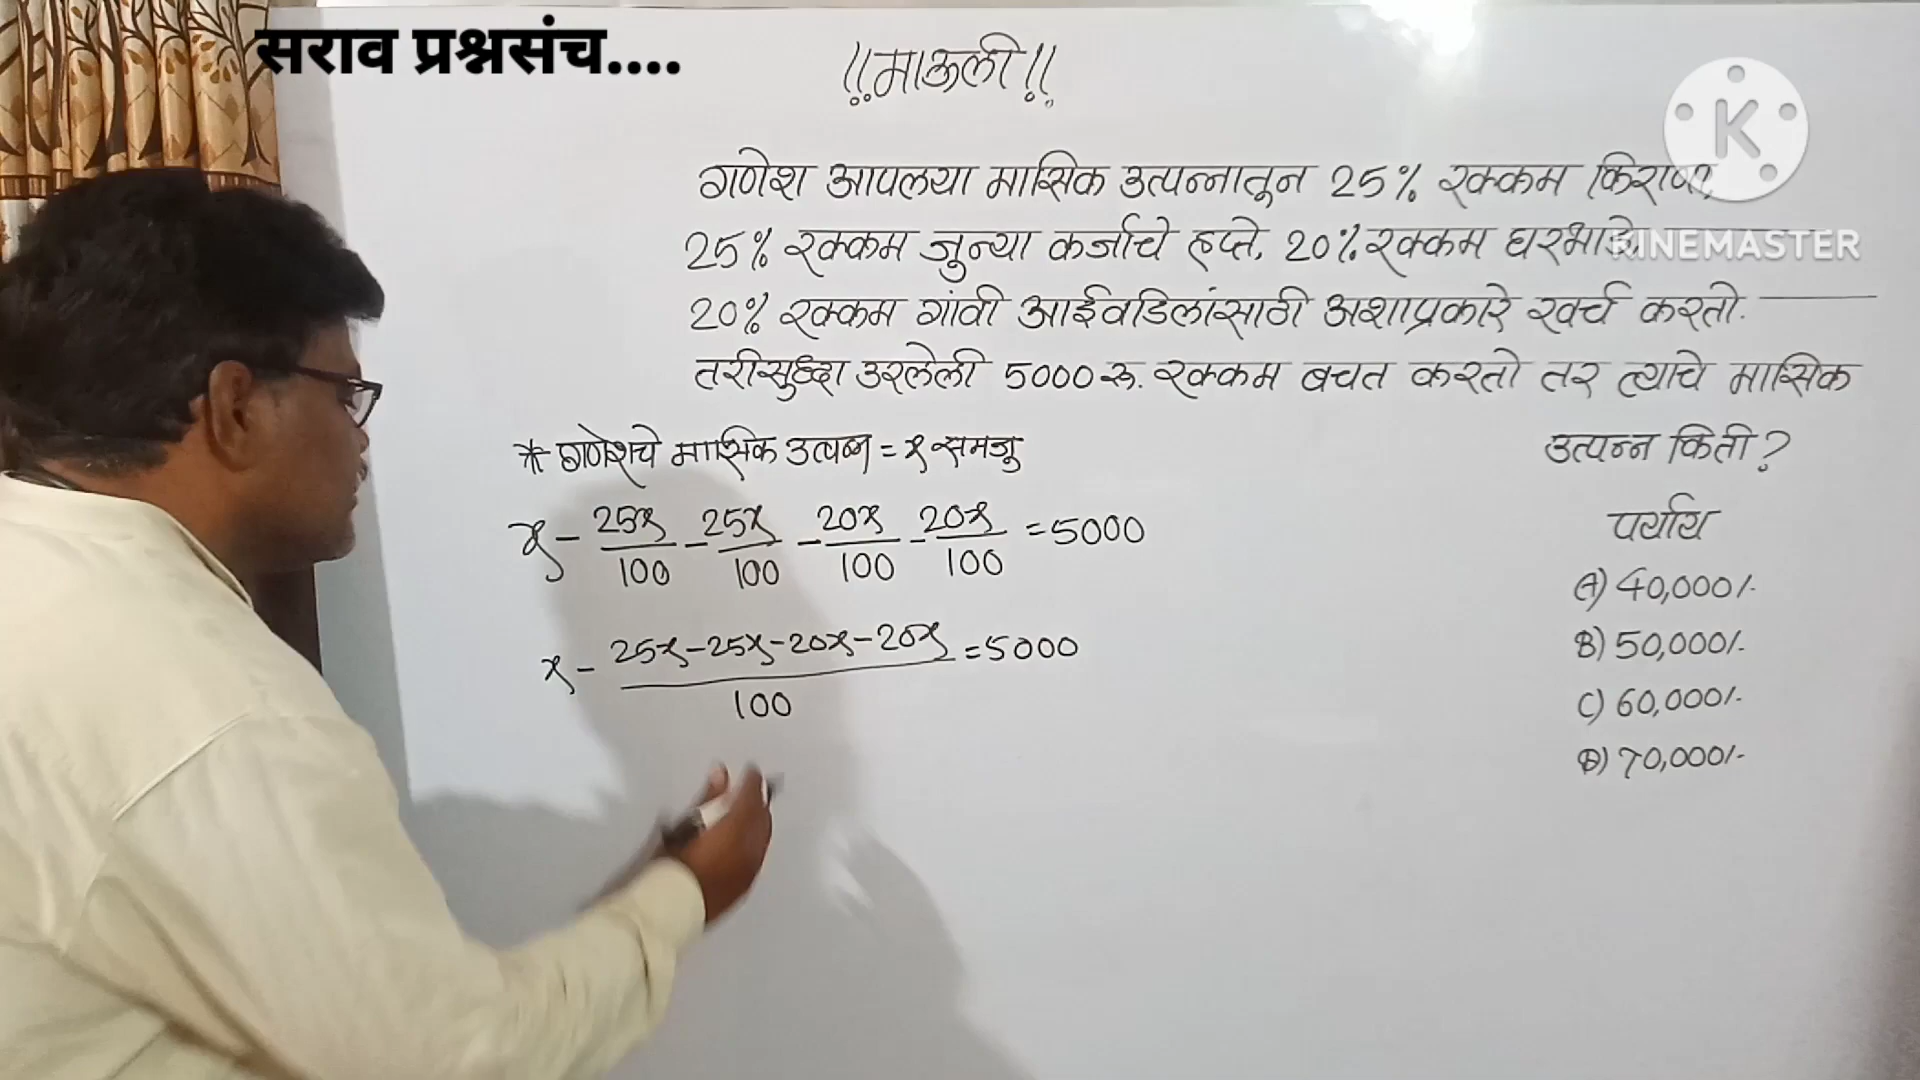 सराव प्रश्नसंच....
!!माऊली!!
गणेश आपलया मासिक उत्पन्नातून 25% रक्कम किराणा,
25% रक्कम जुन्या कर्जाचे हप्ते, 20% रक्कम घरभाडे,
20% रक्कम गांवी आईवडिलांसाठी अशाप्रकारे खर्च करतो.
तरीसुध्दा उरलेली 5000 रु. रक्कम बचत करतो तर त्याचे मासिक
उत्पन्न किती?
* गणेशचे मासिक उत्पन्न = x समजु
x - 25x/100 - 25x/100 - 20x/100 - 20x/100 = 5000
x - 25x-25x-20x-20x/100 = 5000
पर्याय
A) 40,000/-
B) 50,000/-
C) 60,000/-
D) 70,000/-
K
KINEMASTER